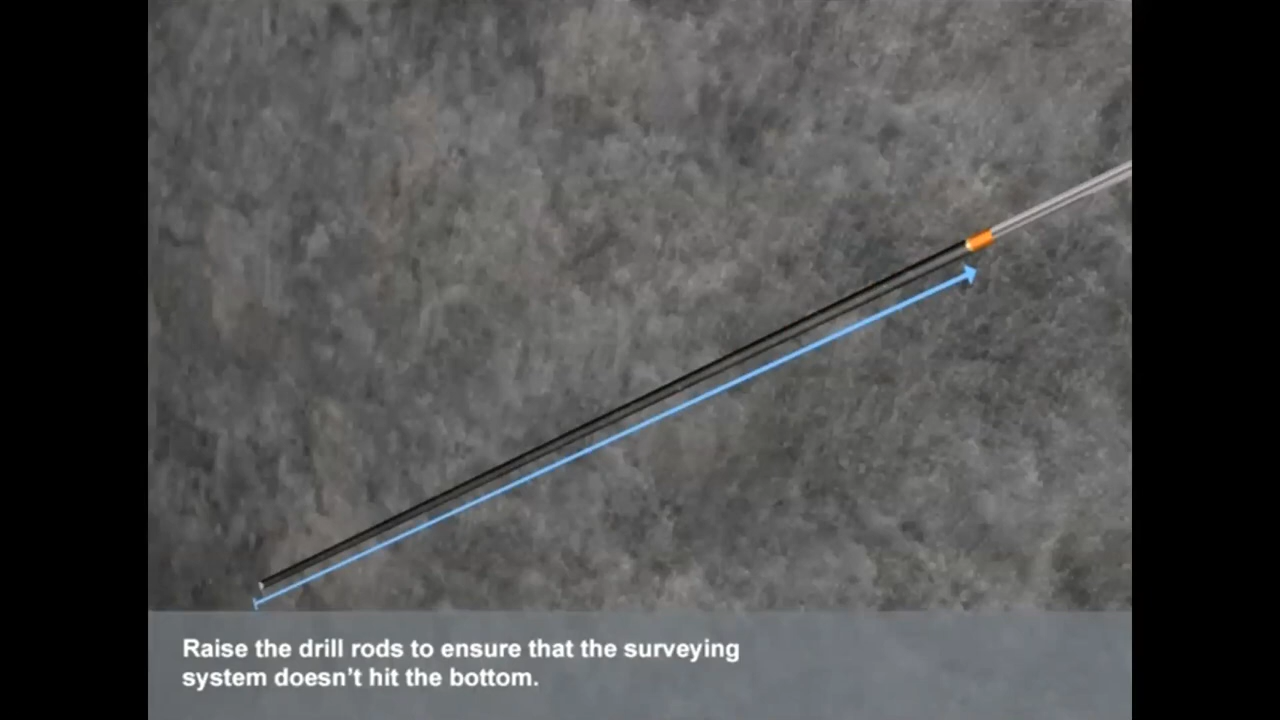 Raise the drill rods to ensure that the surveying
system doesn’t hit the bottom.